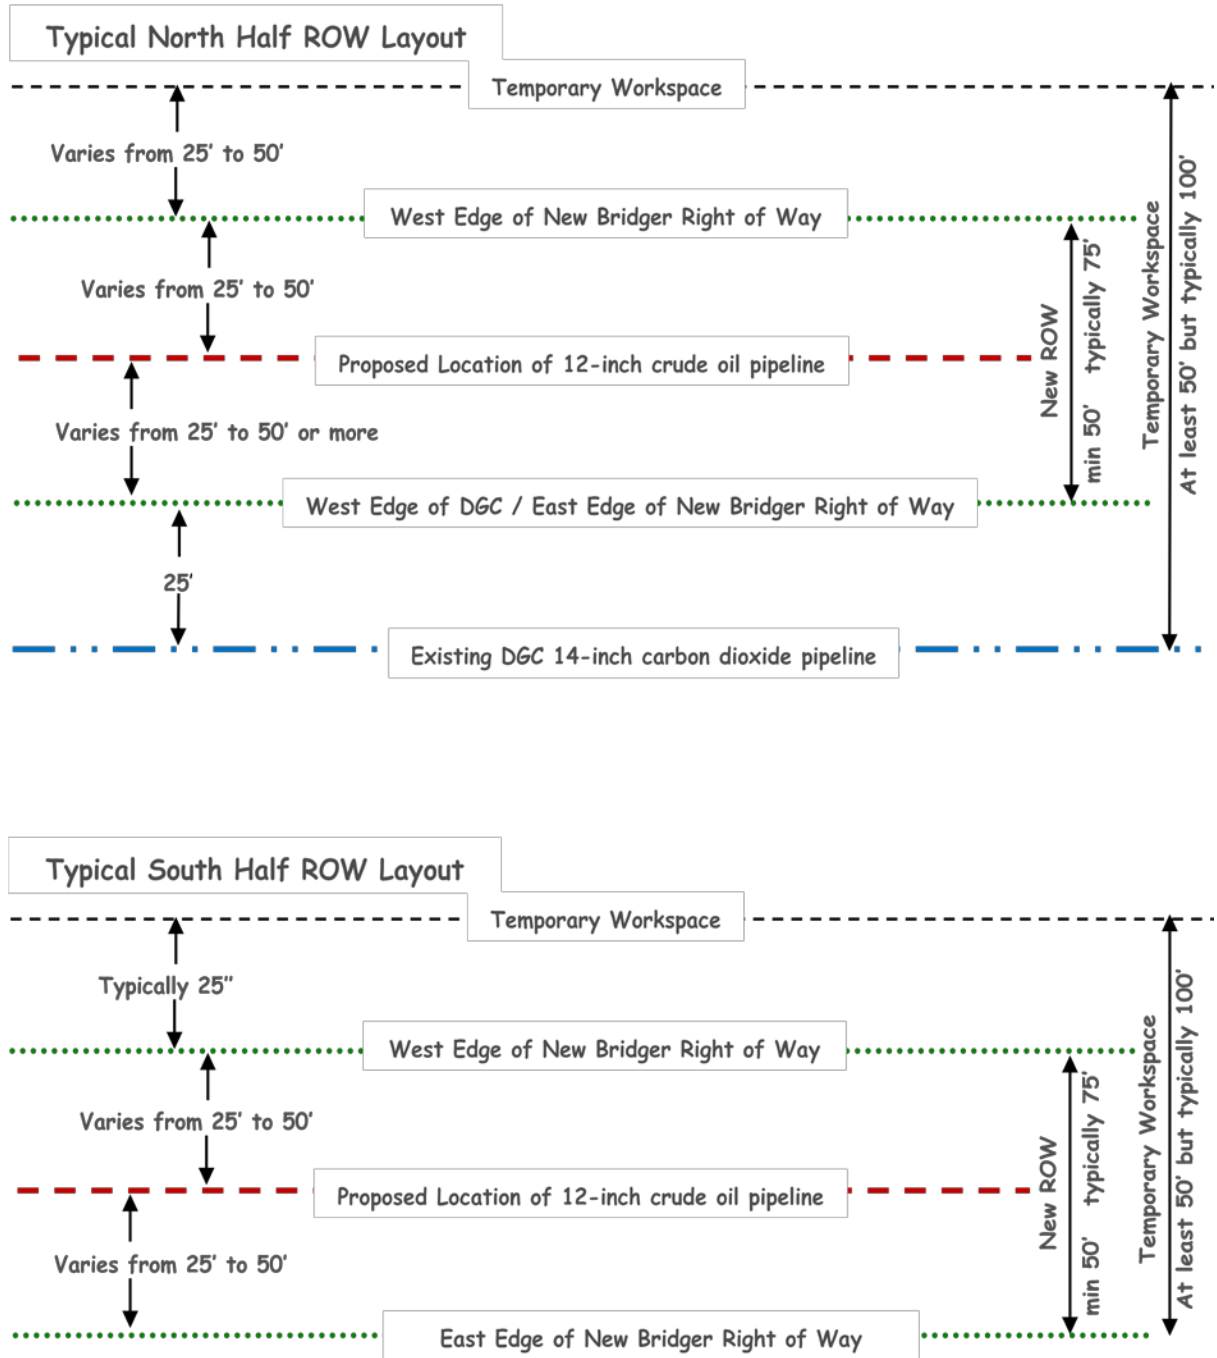 Typical North Half ROW Layout
Temporary Workspace
Varies from 25' to 50'
West Edge of New Bridger Right of Way
Varies from 25' to 50'
Proposed Location of 12-inch crude oil pipeline
Varies from 25' to 50' or more
West Edge of DGC / East Edge of New Bridger Right of Way
25'
Existing DGC 14-inch carbon dioxide pipeline
New ROW
min 50' typically 75'
Temporary Workspace
At least 50' but typically 100'
Typical South Half ROW Layout
Temporary Workspace
Typically 25"
West Edge of New Bridger Right of Way
Varies from 25' to 50'
Proposed Location of 12-inch crude oil pipeline
Varies from 25' to 50'
East Edge of New Bridger Right of Way
New ROW
min 50' typically 75'
Temporary Workspace
At least 50' but typically 100'